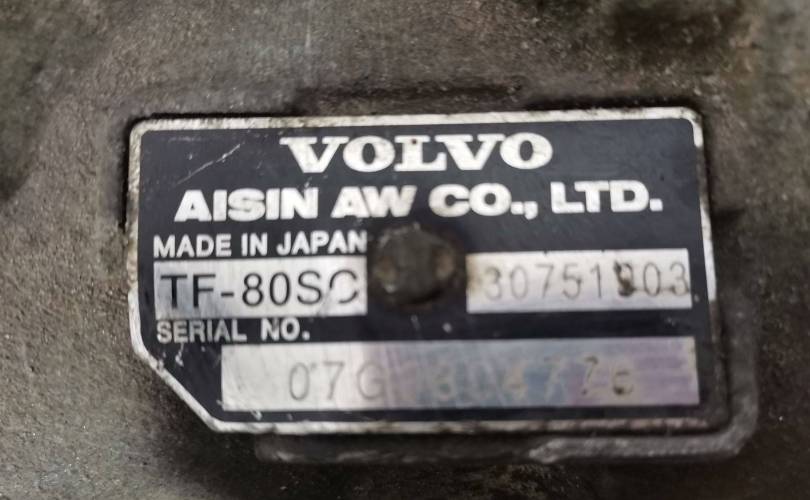 VOLVO
AISIN AW CO., LTD.
MADE IN JAPAN
TF-80SC
SERIAL NO.